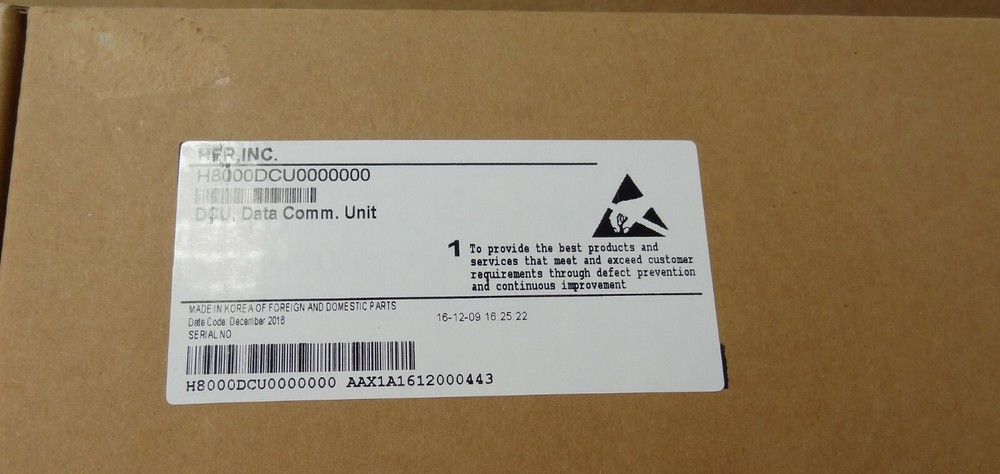 HFR,INC.
H8000DCU0000000
DCU, Data Comm. Unit
1 To provide the best products and
services that meet and exceed customer
requirements through defect prevention
and continuous improvement
MADE IN KOREA OF FOREIGN AND DOMESTIC PARTS
Date Code. December 2016
16-12-09 16:25:22
SERIAL NO
H8000DCU0000000 AAX1A1612000443